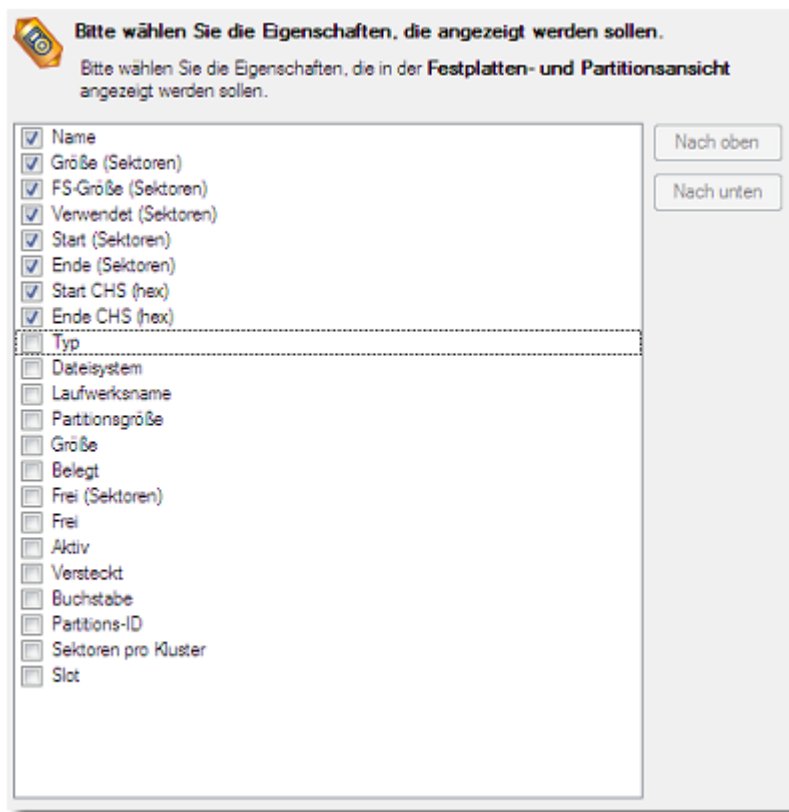 Bitte wählen Sie die Eigenschaften, die angezeigt werden sollen.
Bitte wählen Sie die Eigenschaften, die in der Festplatten- und Partitionsansicht
angezeigt werden sollen.
Name
Größe (Sektoren)
FS-Größe (Sektoren)
Verwendet (Sektoren)
Start (Sektoren)
Ende (Sektoren)
Start CHS (hex)
Ende CHS (hex)
Typ
Dateisystem
Laufwerksname
Partitionsgröße
Größe
Belegt
Frei (Sektoren)
Frei
Aktiv
Versteckt
Buchstabe
Partitions-ID
Sektoren pro Kluster
Slot
Nach oben
Nach unten